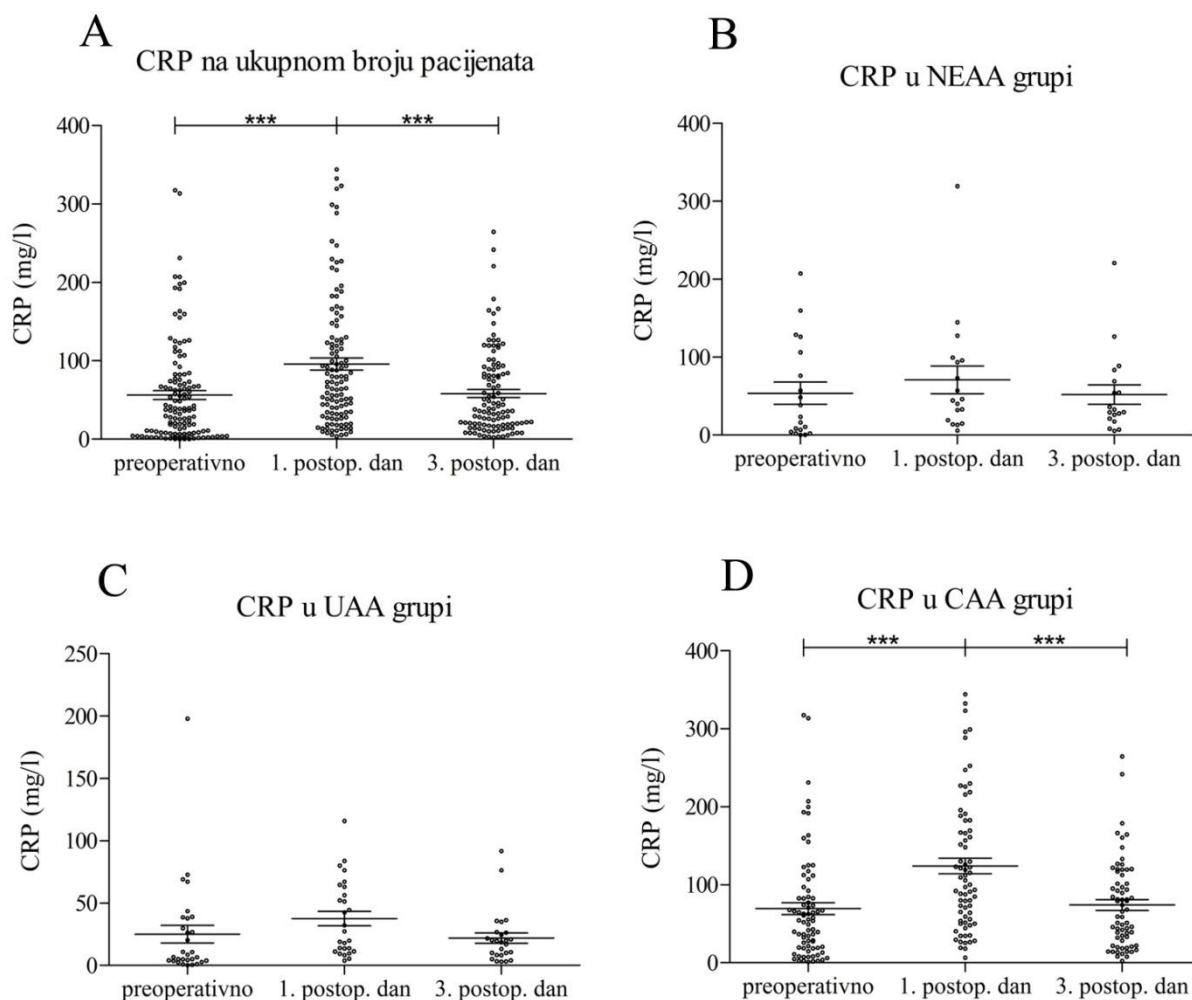 A
CRP na ukupnom broju pacijenata
***
***
400
300
200
100
0
CRP (mg/l)
preoperativno
1. postop. dan
3. postop. dan
B
CRP u NEAA grupi
400
300
200
100
0
CRP (mg/l)
preoperativno
1. postop. dan
3. postop. dan
C
CRP u UAA grupi
250
200
150
100
50
0
CRP (mg/l)
preoperativno
1. postop. dan
3. postop. dan
D
CRP u CAA grupi
***
***
400
300
200
100
0
CRP (mg/l)
preoperativno
1. postop. dan
3. postop. dan